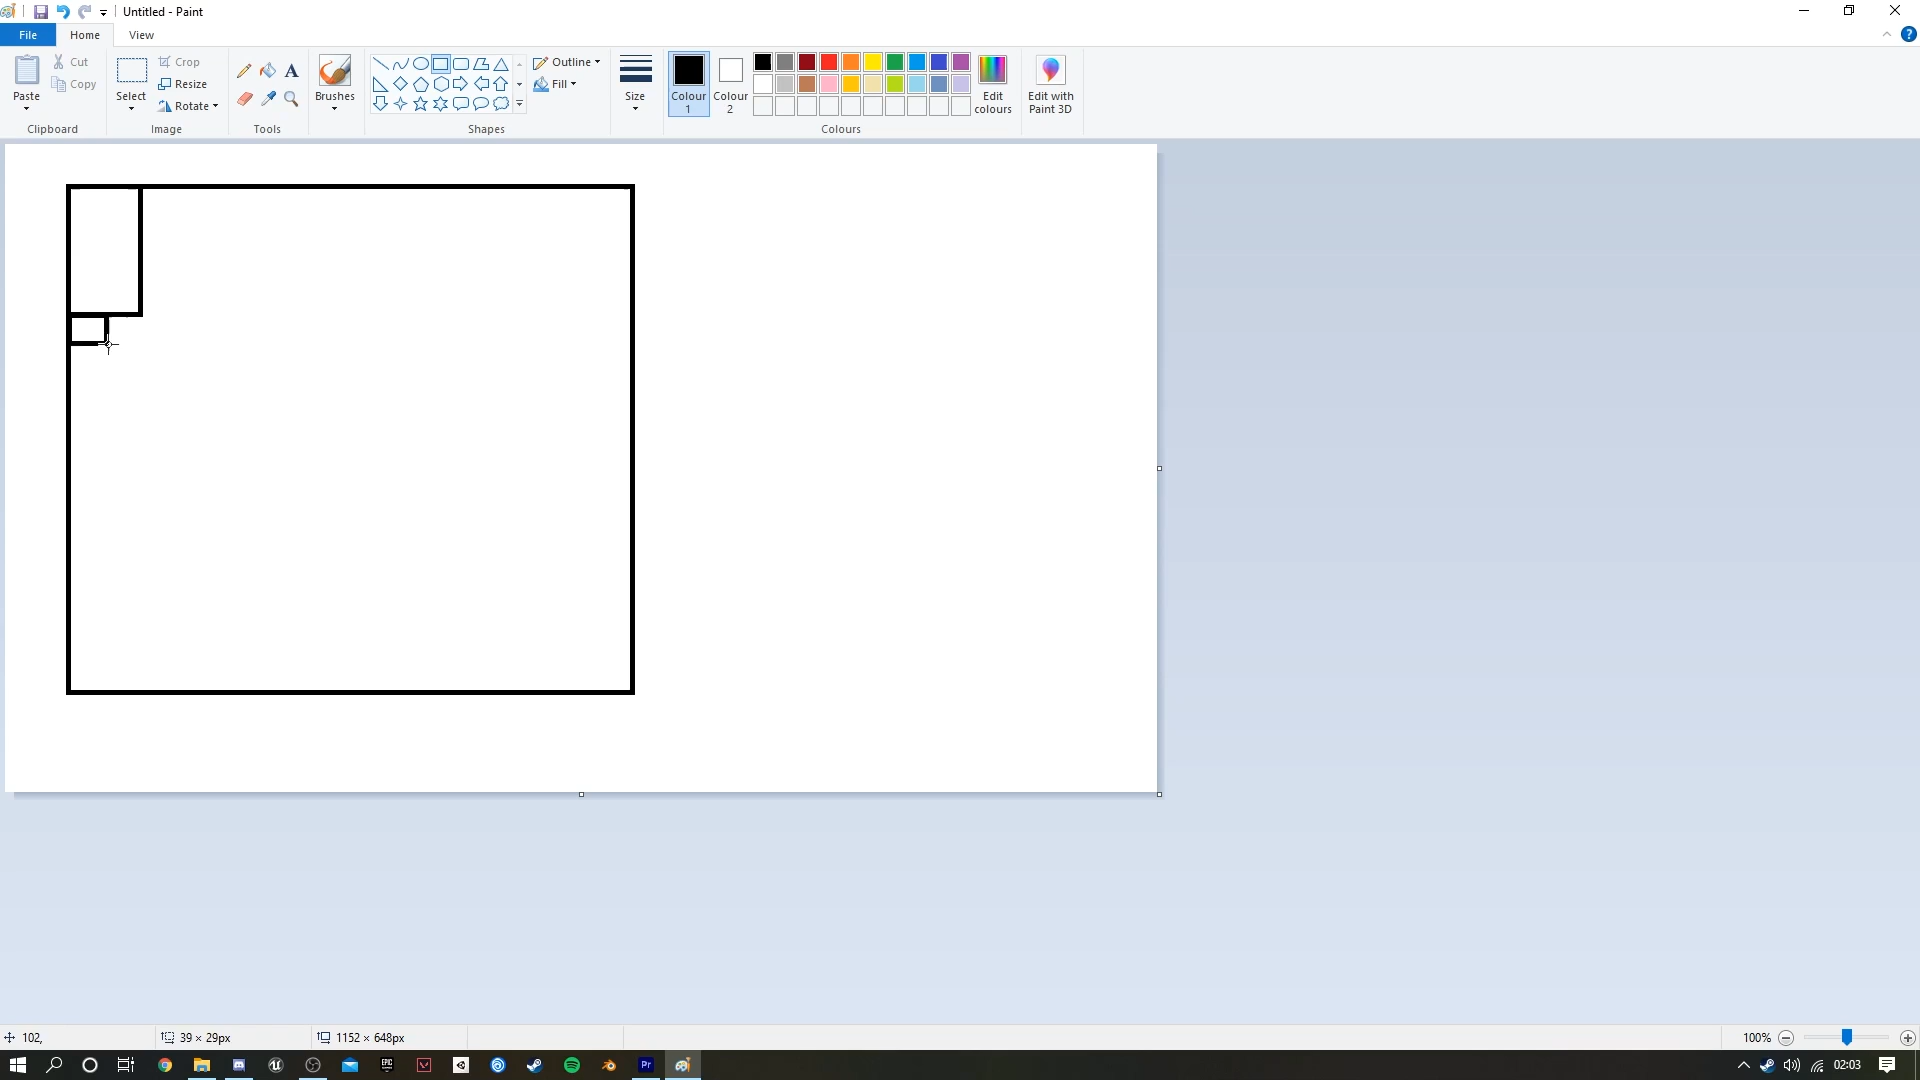 Untitled - Paint
File Home View
Paste
Cut
Copy
Clipboard
Select
Crop
Resize
Rotate
Image
Tools
Brushes
Shapes
Outline
Fill
Size
Colour
1
Colour
2
Colours
Edit
colours
Edit with
Paint 3D
102,
39 × 29px
1152 × 648px
100%
EPIC
Pr
02:03